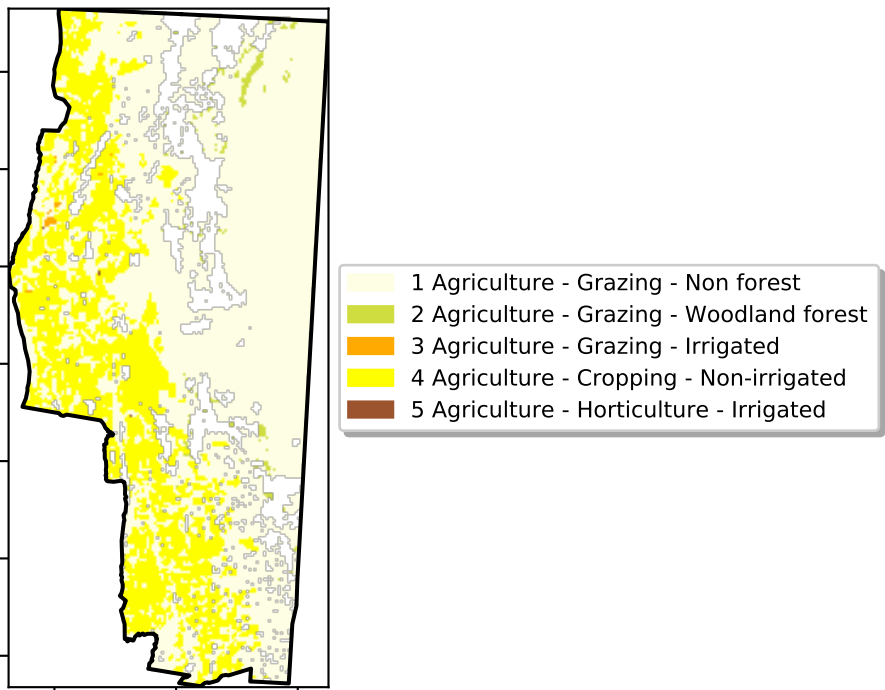 1 Agriculture - Grazing - Non forest
2 Agriculture - Grazing - Woodland forest
3 Agriculture - Grazing - Irrigated
4 Agriculture - Cropping - Non-irrigated
5 Agriculture - Horticulture - Irrigated